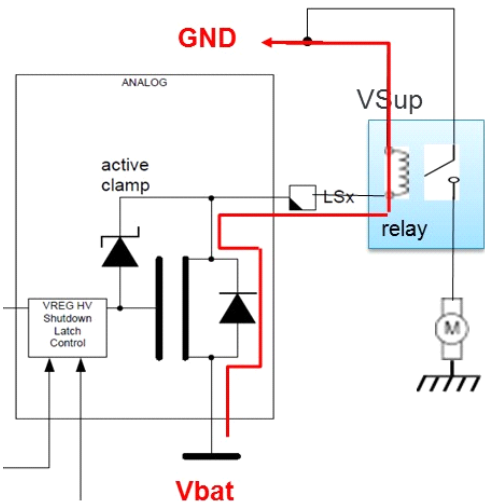 GND
ANALOG
VSup
active
clamp
LSx
relay
VREG HV
Shutdown
Latch
Control
M
Vbat